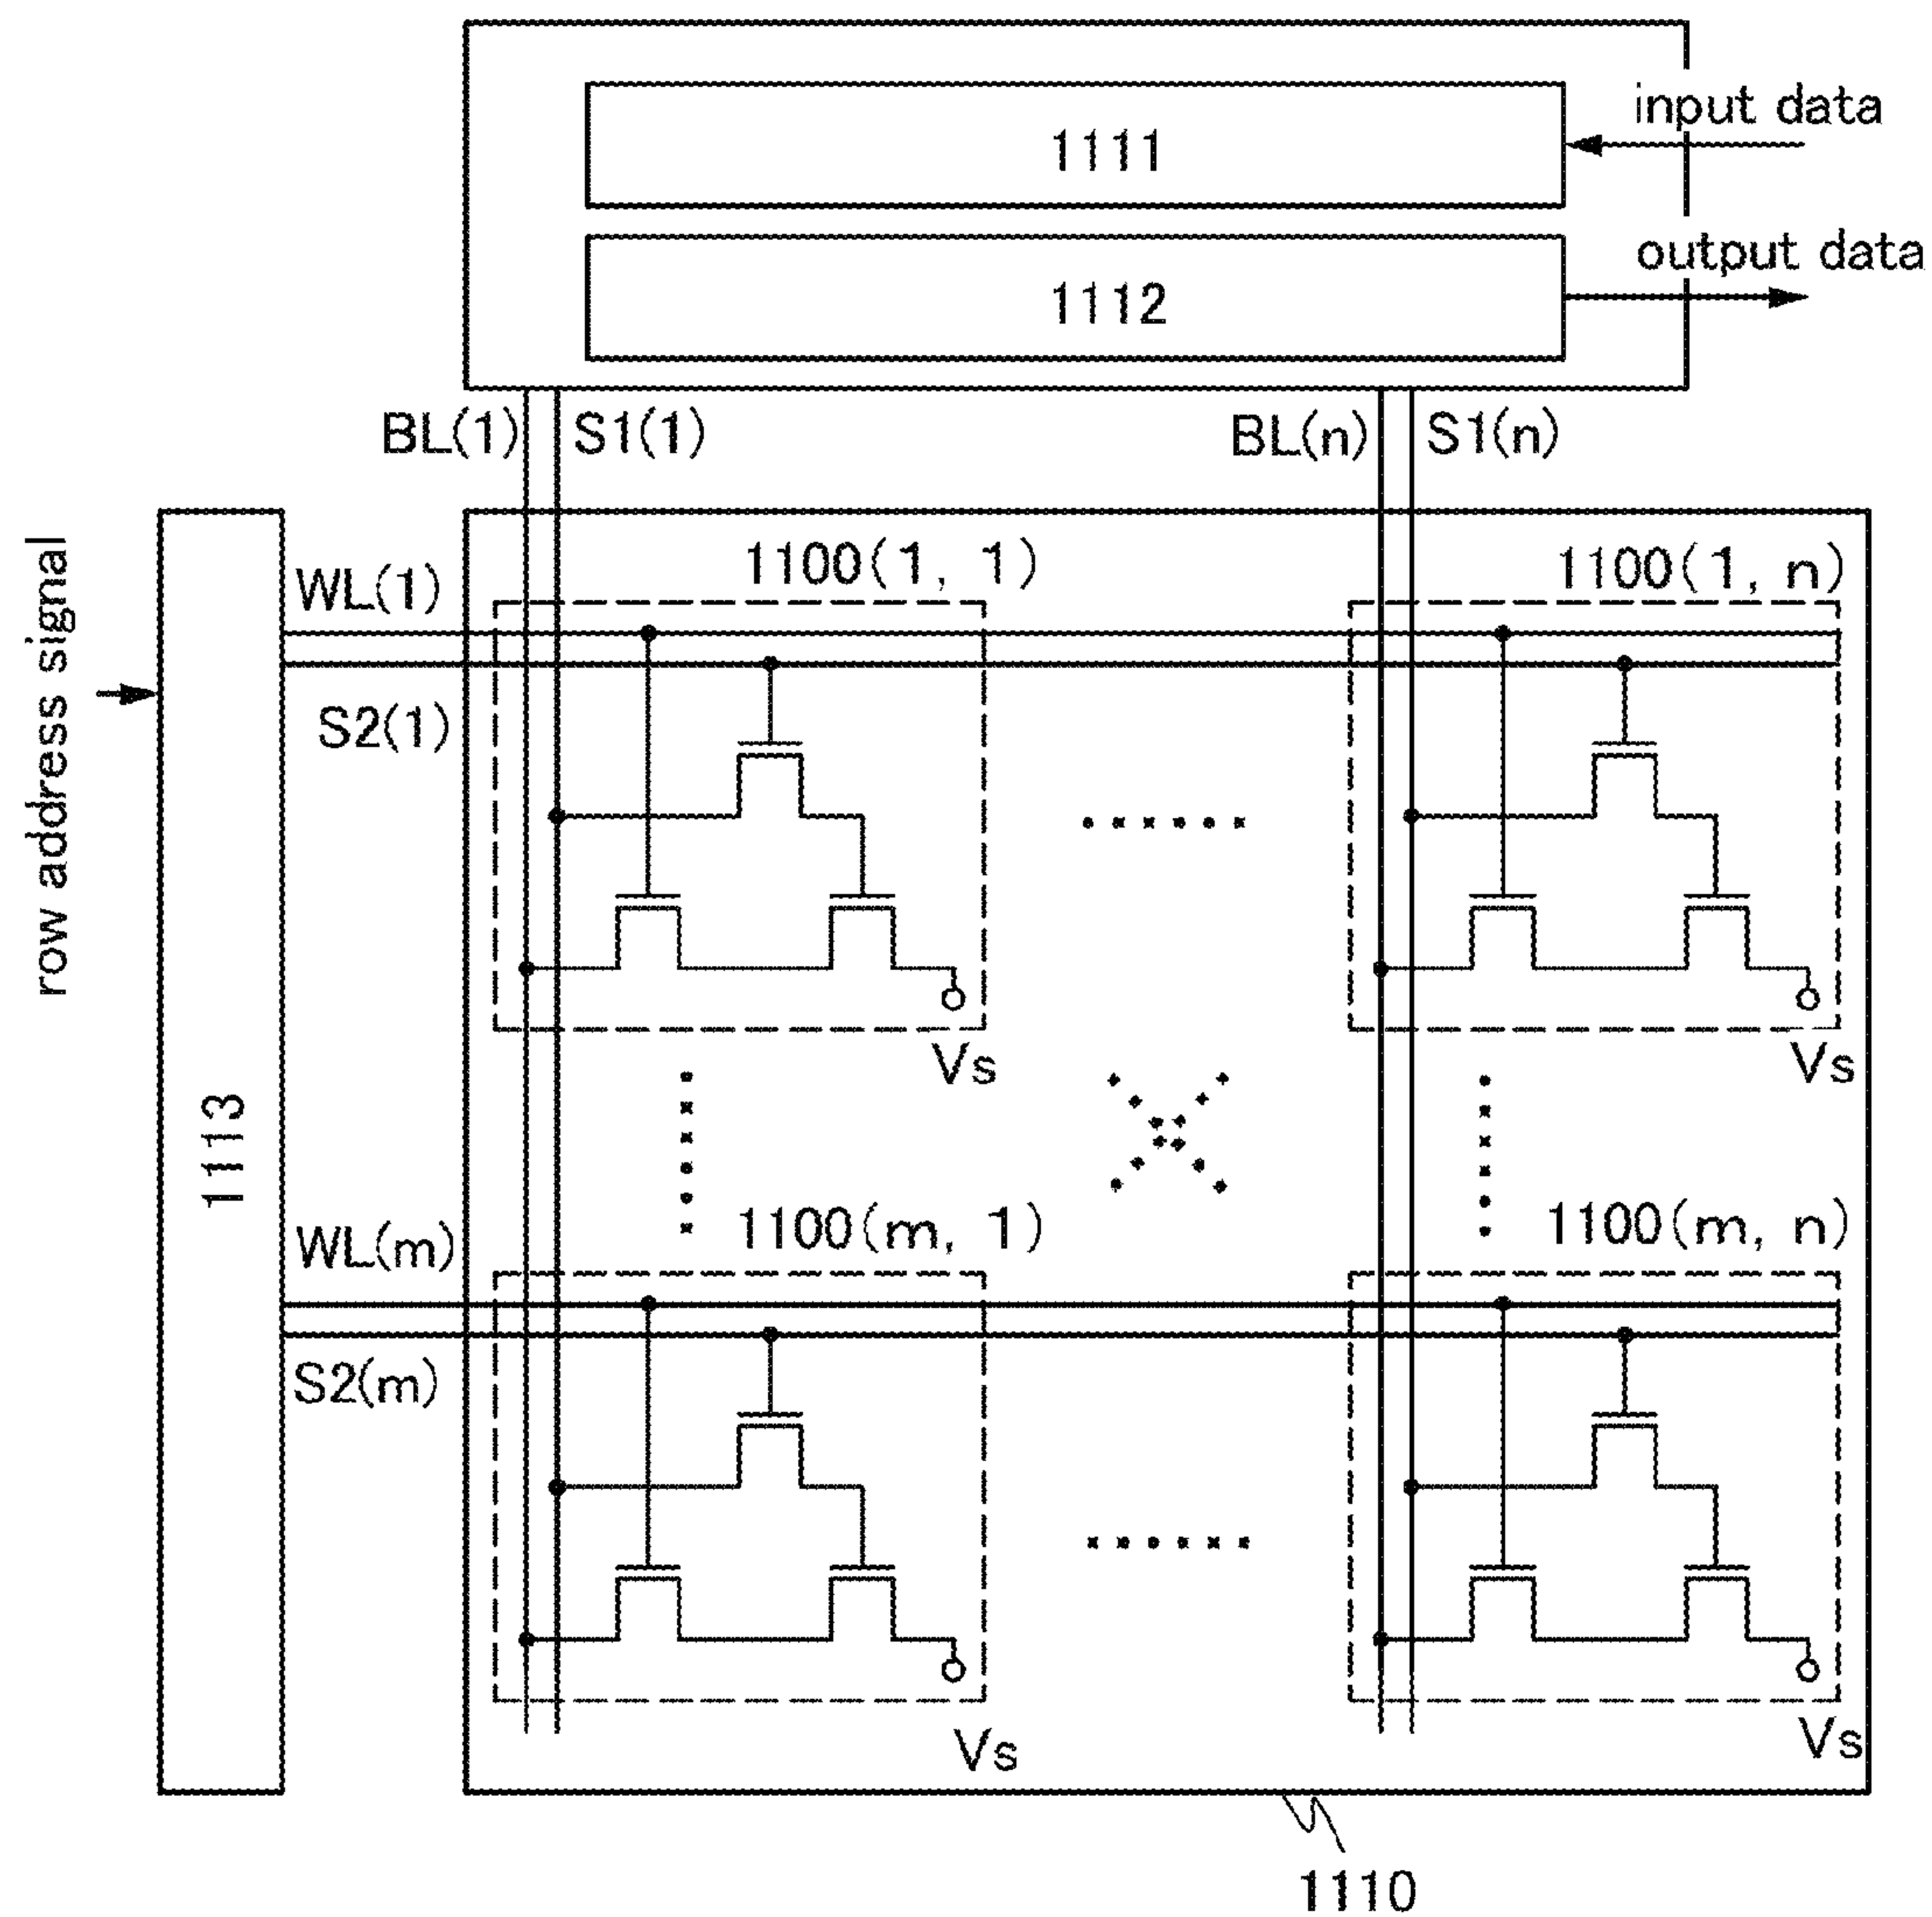 1111
input data
1112
output data
BL(1) S1(1) BL(n) S1(n)
row address signal
1113
WL(1)
1100(1, 1) 1100(1, n)
S2(1)
Vs Vs
1100(m, 1) 1100(m, n)
WL(m)
S2(m)
Vs Vs
1110